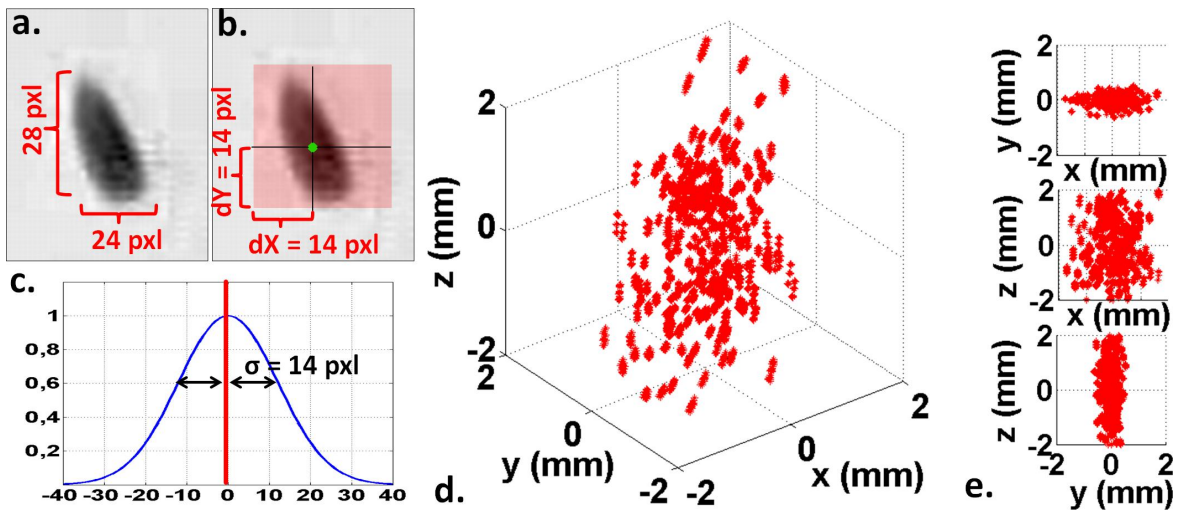 a.
28 pxl
24 pxl
b.
dY = 14 pxl
dX = 14 pxl
c.
1
0,8
0,6
0,4
0,2
-40 -30 -20 -10 0 10 20 30 40
σ = 14 pxl
d.
z (mm)
2
0
-2
2
0
-2
y (mm)
-2
0
2
x (mm)
e.
2
0
-2
y (mm)
x (mm)
2
0
-2
z (mm)
x (mm)
2
0
-2
z (mm)
-2 0 2
y (mm)